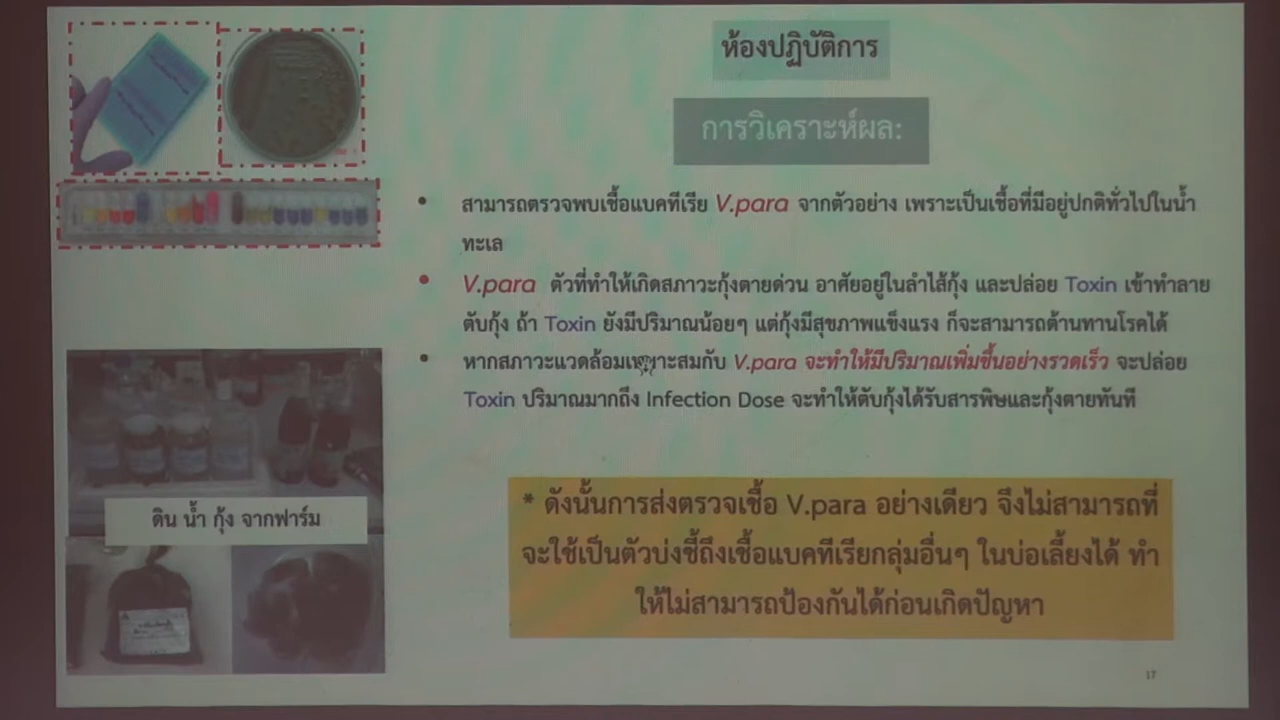 ห้องปฏิบัติการ
การวิเคราะห์ผล:
• สามารถตรวจพบเชื้อแบคทีเรีย V.para จากตัวอย่าง เพราะเป็นเชื้อที่มีอยู่ปกติทั่วไปในน้ำ
ทะเล
• V.para ตัวที่ทำให้เกิดสภาวะกุ้งตายด่วน อาศัยอยู่ในลำไส้กุ้ง และปล่อย Toxin เข้าทำลาย
ตับกุ้ง ถ้า Toxin ยังมีปริมาณน้อยๆ แต่กุ้งมีสุขภาพแข็งแรง ก็จะสามารถต้านทานโรคได้
• หากสภาวะแวดล้อมเหมาะสมกับ V.para จะทำให้มีปริมาณเพิ่มขึ้นอย่างรวดเร็ว จะปล่อย
Toxin ปริมาณมากถึง Infection Dose จะทำให้ตับกุ้งได้รับสารพิษและกุ้งตายทันที
ดิน น้ำ กุ้ง จากฟาร์ม
* ดังนั้นการส่งตรวจเชื้อ V.para อย่างเดียว จึงไม่สามารถที่
จะใช้เป็นตัวบ่งชี้ถึงเชื้อแบคทีเรียกลุ่มอื่นๆ ในบ่อเลี้ยงได้ ทำ
ให้ไม่สามารถป้องกันได้ก่อนเกิดปัญหา
17